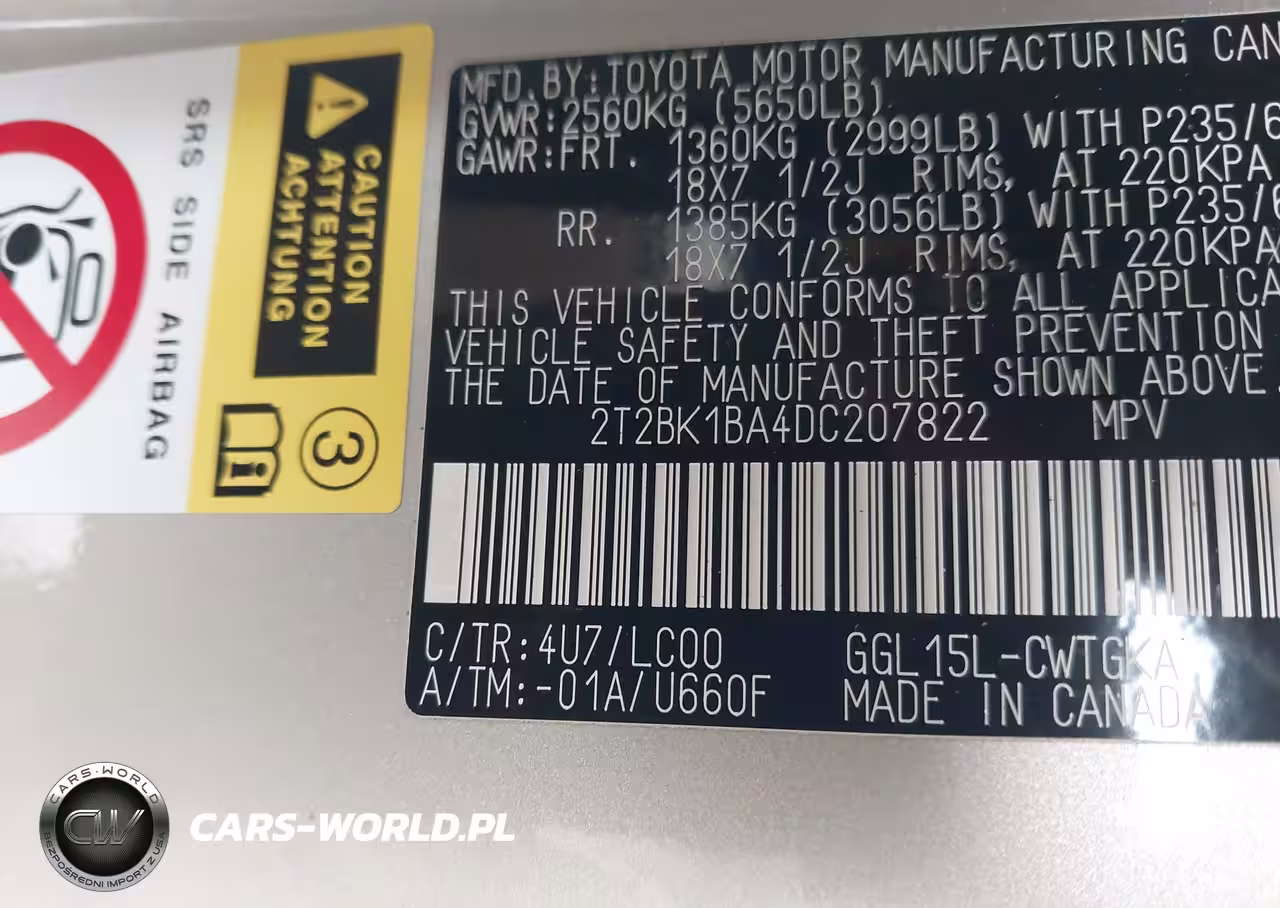 SRS SIDE AIRBAG
CAUTION
ATTENTION
ACHTUNG
3
i
MFD. BY: TOYOTA MOTOR MANUFACTURING CAN
GVWR: 2560KG (5650LB)
GAWR: FRT. 1360KG (2999LB) WITH P235/6
18X7 1/2J RIMS, AT 220KPA
RR. 1385KG (3056LB) WITH P235/6
18X7 1/2J RIMS, AT 220KPA
THIS VEHICLE CONFORMS TO ALL APPLICA
VEHICLE SAFETY AND THEFT PREVENTION
THE DATE OF MANUFACTURE SHOWN ABOVE.
2T2BK1BA4DC207822 MPV
C/TR: 4U7/LC00 GGL15L-CWTGKA
A/TM: -01A/U660F MADE IN CANADA
CARS-WORLD
CW
BEZPOŚREDNI IMPORT Z USA
CARS-WORLD.PL